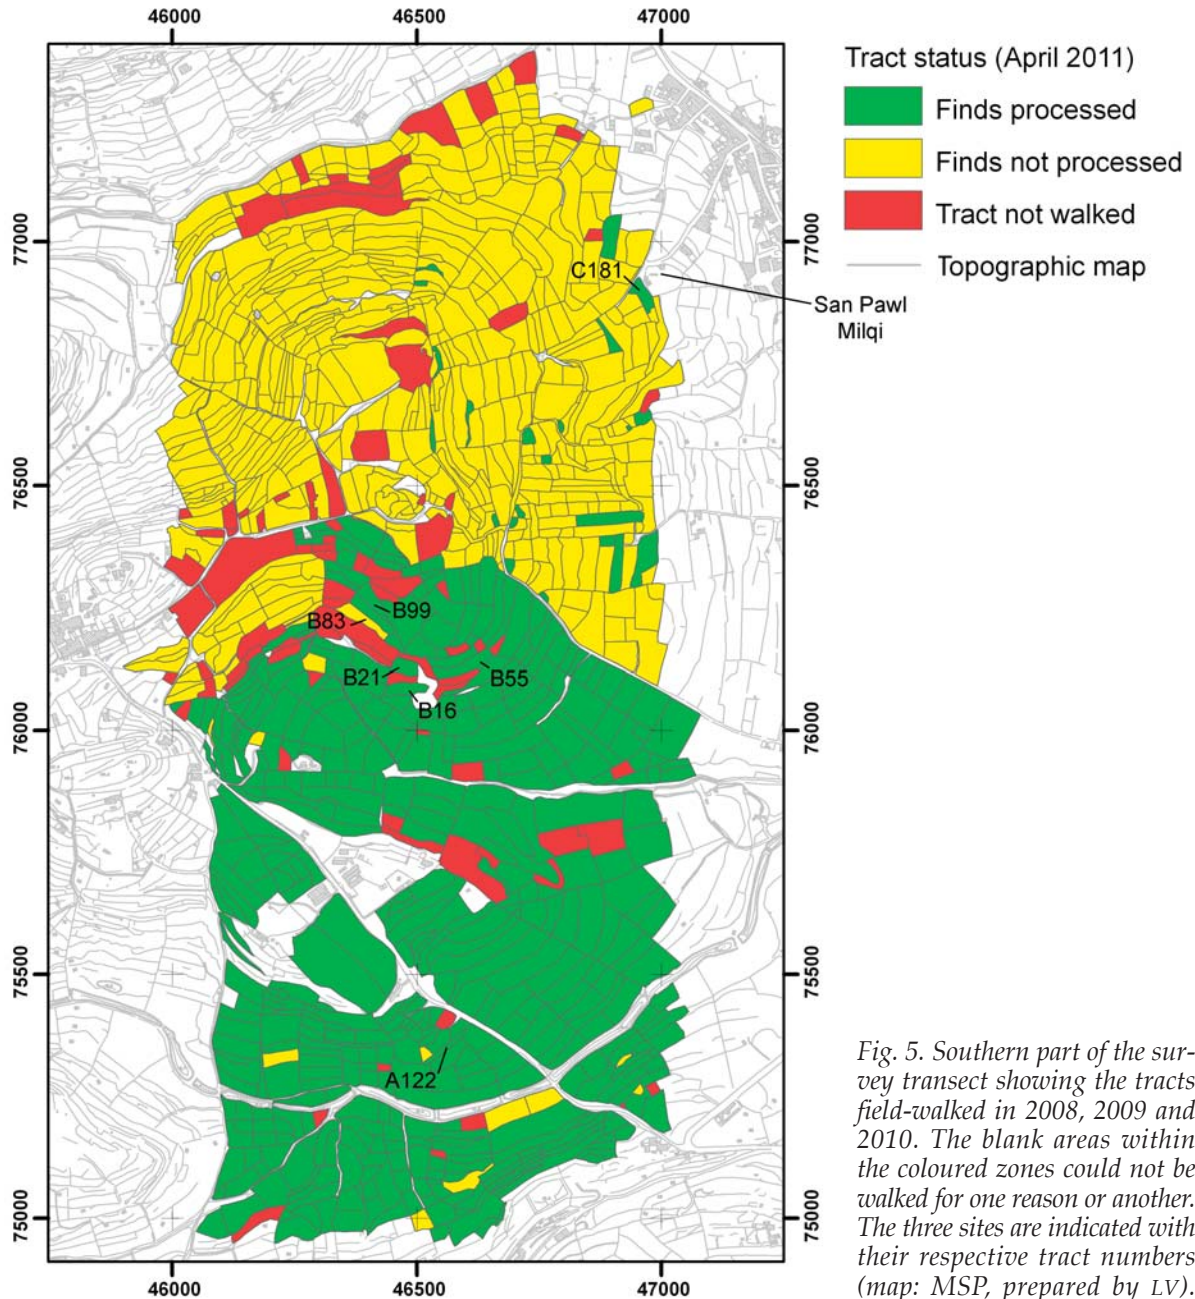 46000 46500 47000
Tract status (April 2011)
Finds processed
Finds not processed
Tract not walked
Topographic map
77000 77000
C181
San Pawl
Milqi
76500 76500
B99
B83
B21
B55
B16
76000 76000
75500 75500
A122
75000 75000
46000 46500 47000
Fig. 5. Southern part of the sur-
vey transect showing the tracts
field-walked in 2008, 2009 and
2010. The blank areas within
the coloured zones could not be
walked for one reason or another.
The three sites are indicated with
their respective tract numbers
(map: MSP, prepared by LV).